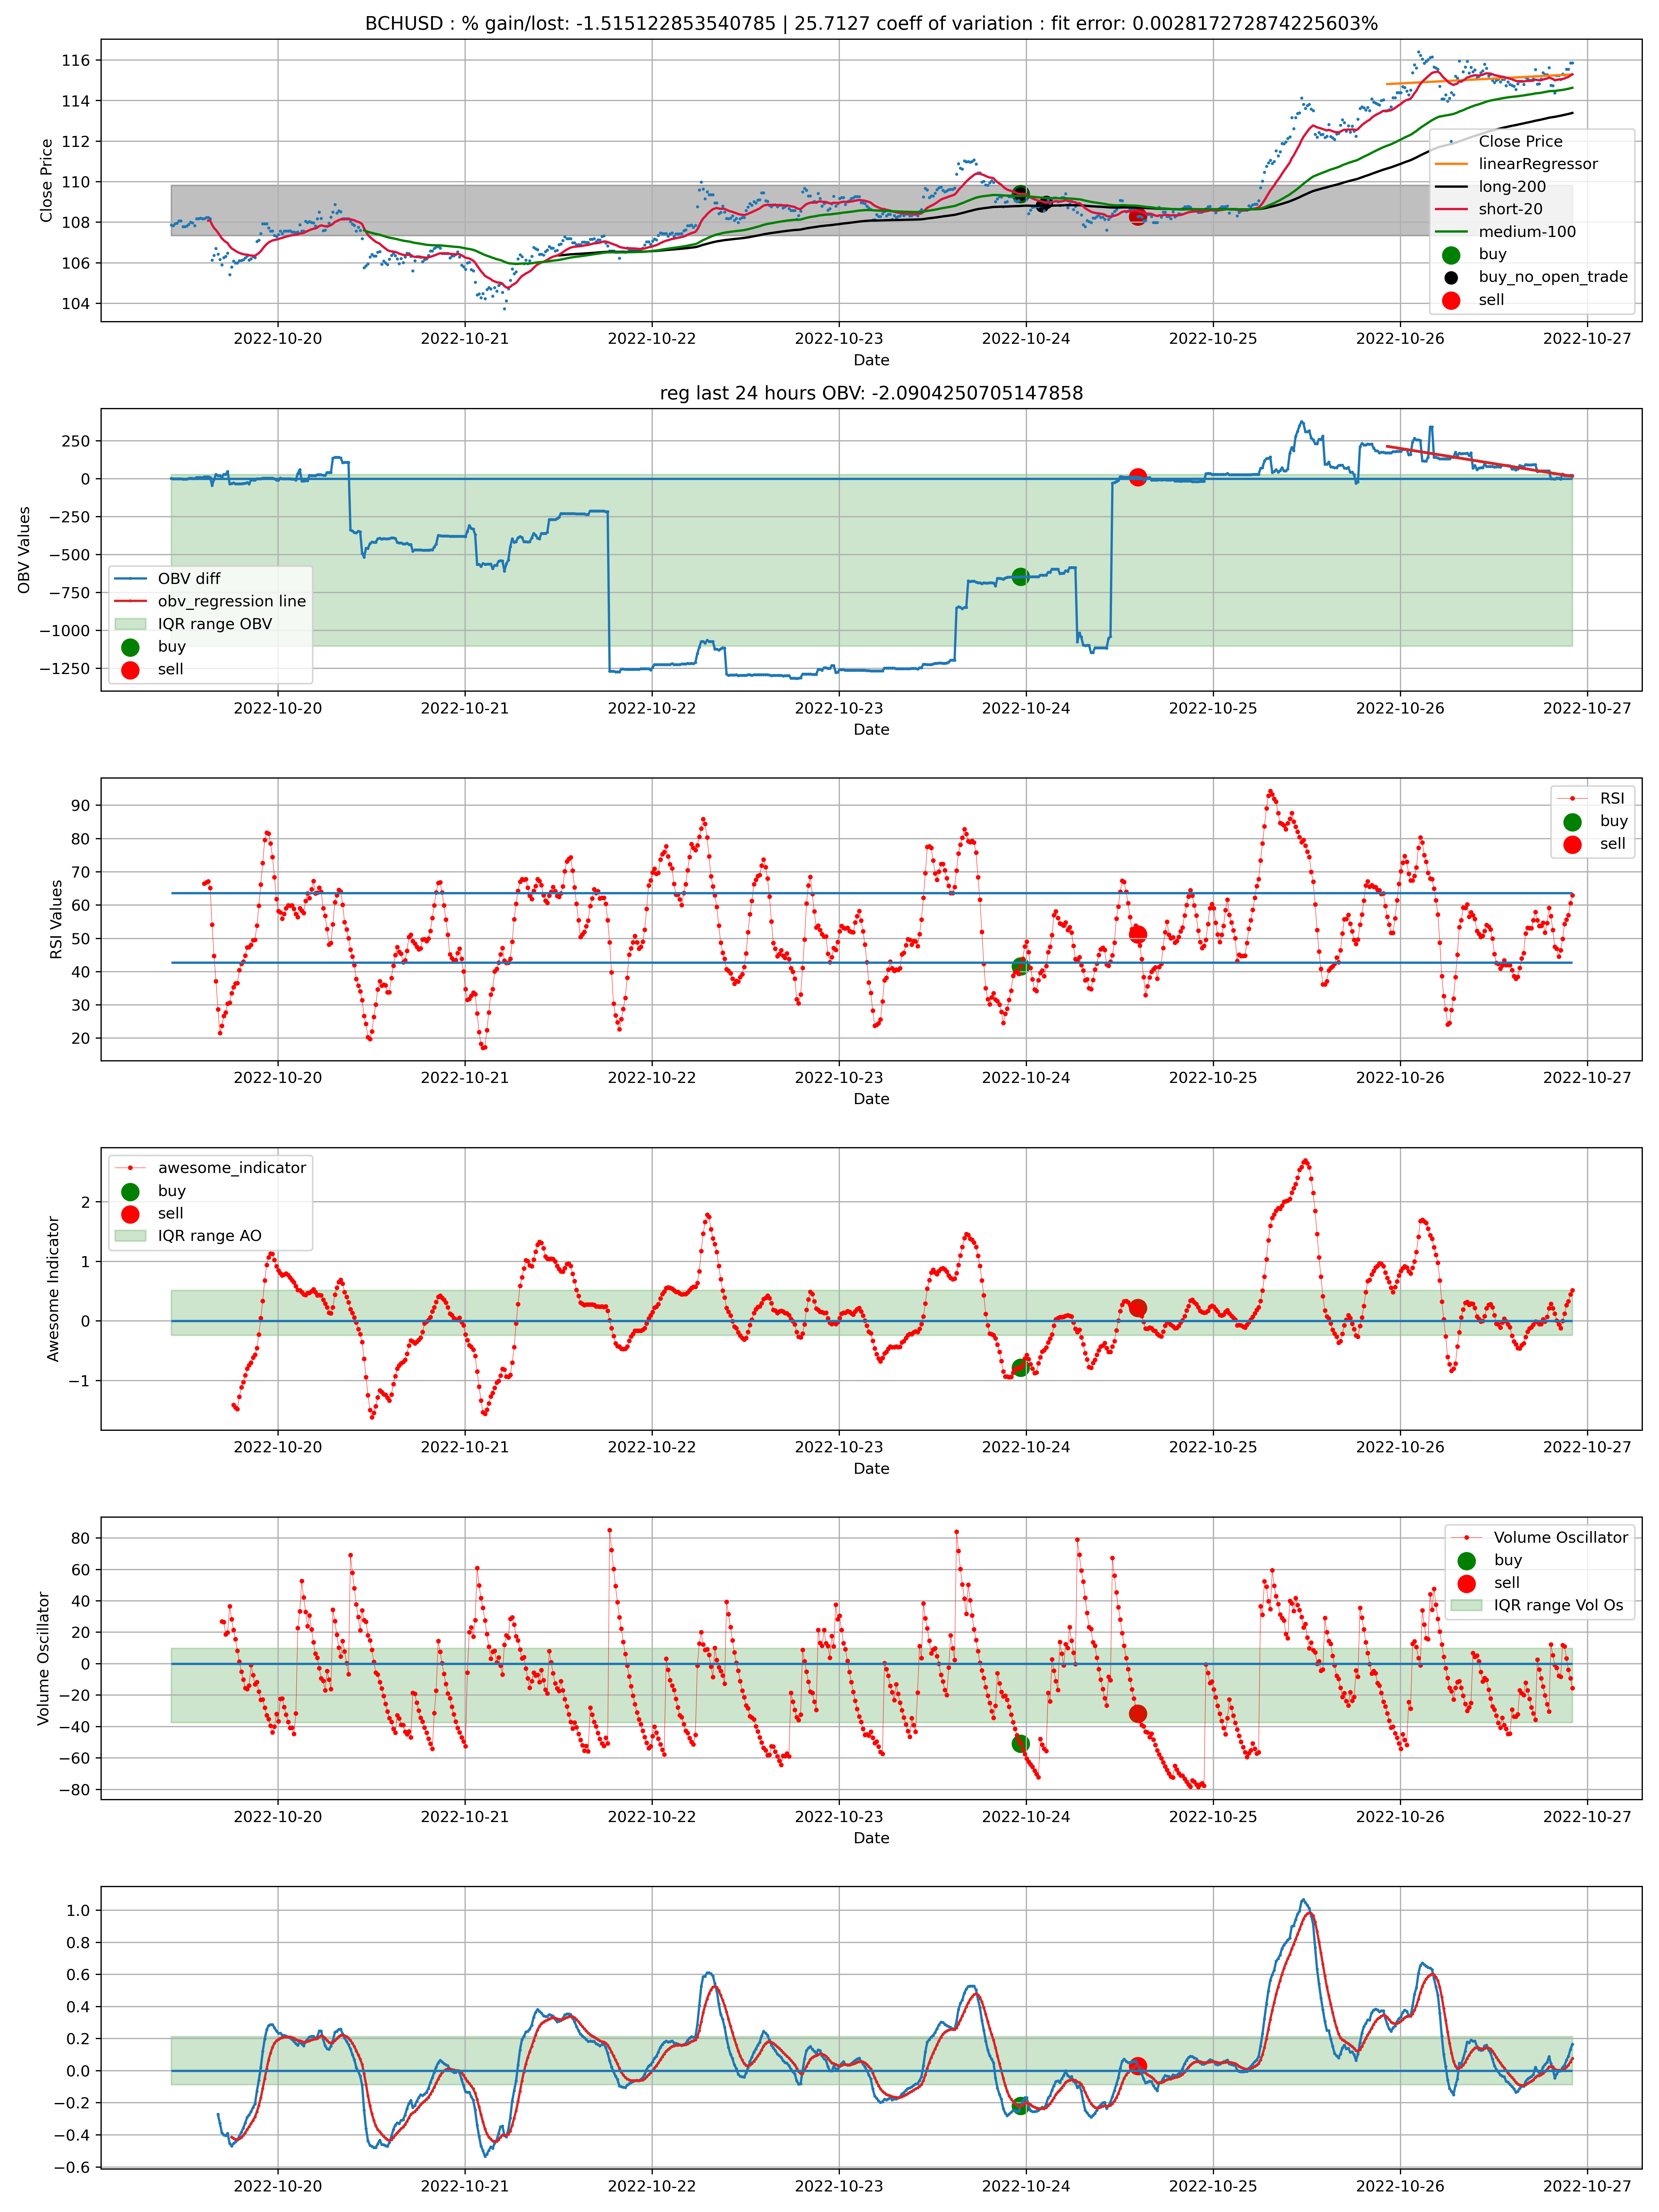 BCHUSD : % gain/lost: -1.515122853540785 | 25.7127 coeff of variation : fit error: 0.002817272874225603%
116
114
112
110
108
106
104
Close Price
Close Price
linearRegressor
long-200
short-20
medium-100
buy
buy_no_open_trade
sell
2022-10-20 2022-10-21 2022-10-22 2022-10-23 2022-10-24 2022-10-25 2022-10-26 2022-10-27
Date
reg last 24 hours OBV: -2.0904250705147858
250
0
−250
−500
−750
−1000
−1250
OBV Values
OBV diff
obv_regression line
IQR range OBV
buy
sell
2022-10-20 2022-10-21 2022-10-22 2022-10-23 2022-10-24 2022-10-25 2022-10-26 2022-10-27
Date
90
80
70
60
50
40
30
20
RSI Values
RSI
buy
sell
2022-10-20 2022-10-21 2022-10-22 2022-10-23 2022-10-24 2022-10-25 2022-10-26 2022-10-27
Date
2
1
0
−1
Awesome Indicator
awesome_indicator
buy
sell
IQR range AO
2022-10-20 2022-10-21 2022-10-22 2022-10-23 2022-10-24 2022-10-25 2022-10-26 2022-10-27
Date
80
60
40
20
0
−20
−40
−60
−80
Volume Oscillator
Volume Oscillator
buy
sell
IQR range Vol Os
2022-10-20 2022-10-21 2022-10-22 2022-10-23 2022-10-24 2022-10-25 2022-10-26 2022-10-27
Date
1.0
0.8
0.6
0.4
0.2
0.0
−0.2
−0.4
−0.6
2022-10-20 2022-10-21 2022-10-22 2022-10-23 2022-10-24 2022-10-25 2022-10-26 2022-10-27